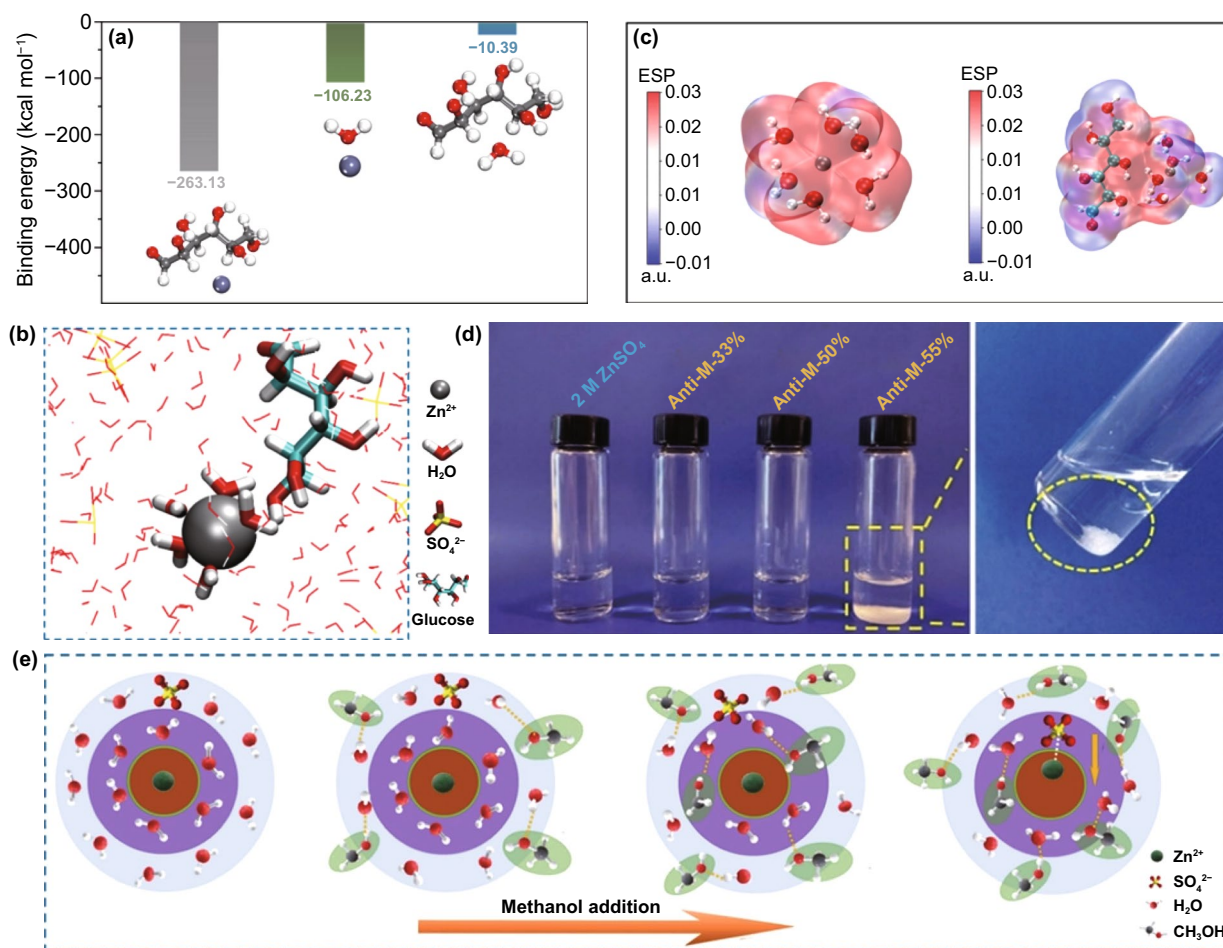 (a)
Binding energy (kcal mol⁻¹)
0
−100
−200
−300
−400
−263.13
−106.23
−10.39
(c)
ESP
0.03
0.02
0.01
0.01
0.00
−0.01
a.u.
ESP
0.03
0.02
0.01
0.01
0.00
−0.01
a.u.
(b)
Zn²⁺
H₂O
SO₄²⁻
Glucose
(d)
2 M ZnSO₄
Anti-M-33%
Anti-M-50%
Anti-M-55%
(e)
Methanol addition
Zn²⁺
SO₄²⁻
H₂O
CH₃OH